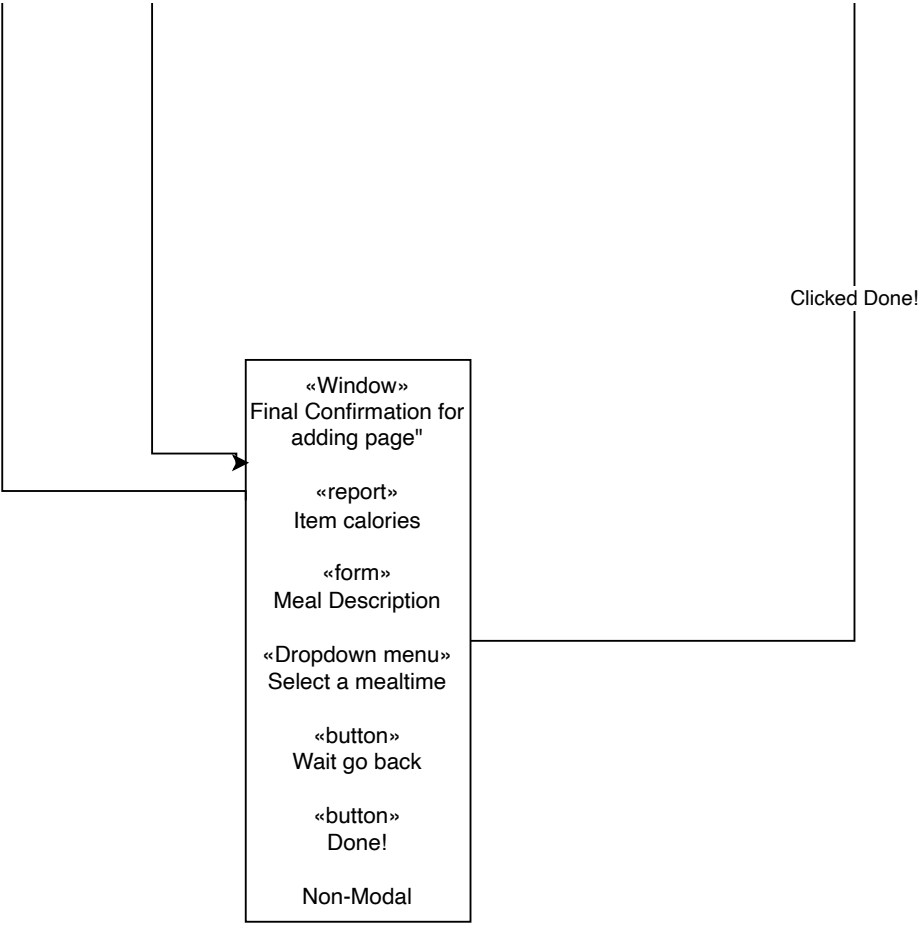 Clicked Done!
«Window»
Final Confirmation for
adding page"
«report»
Item calories
«form»
Meal Description
«Dropdown menu»
Select a mealtime
«button»
Wait go back
«button»
Done!
Non-Modal